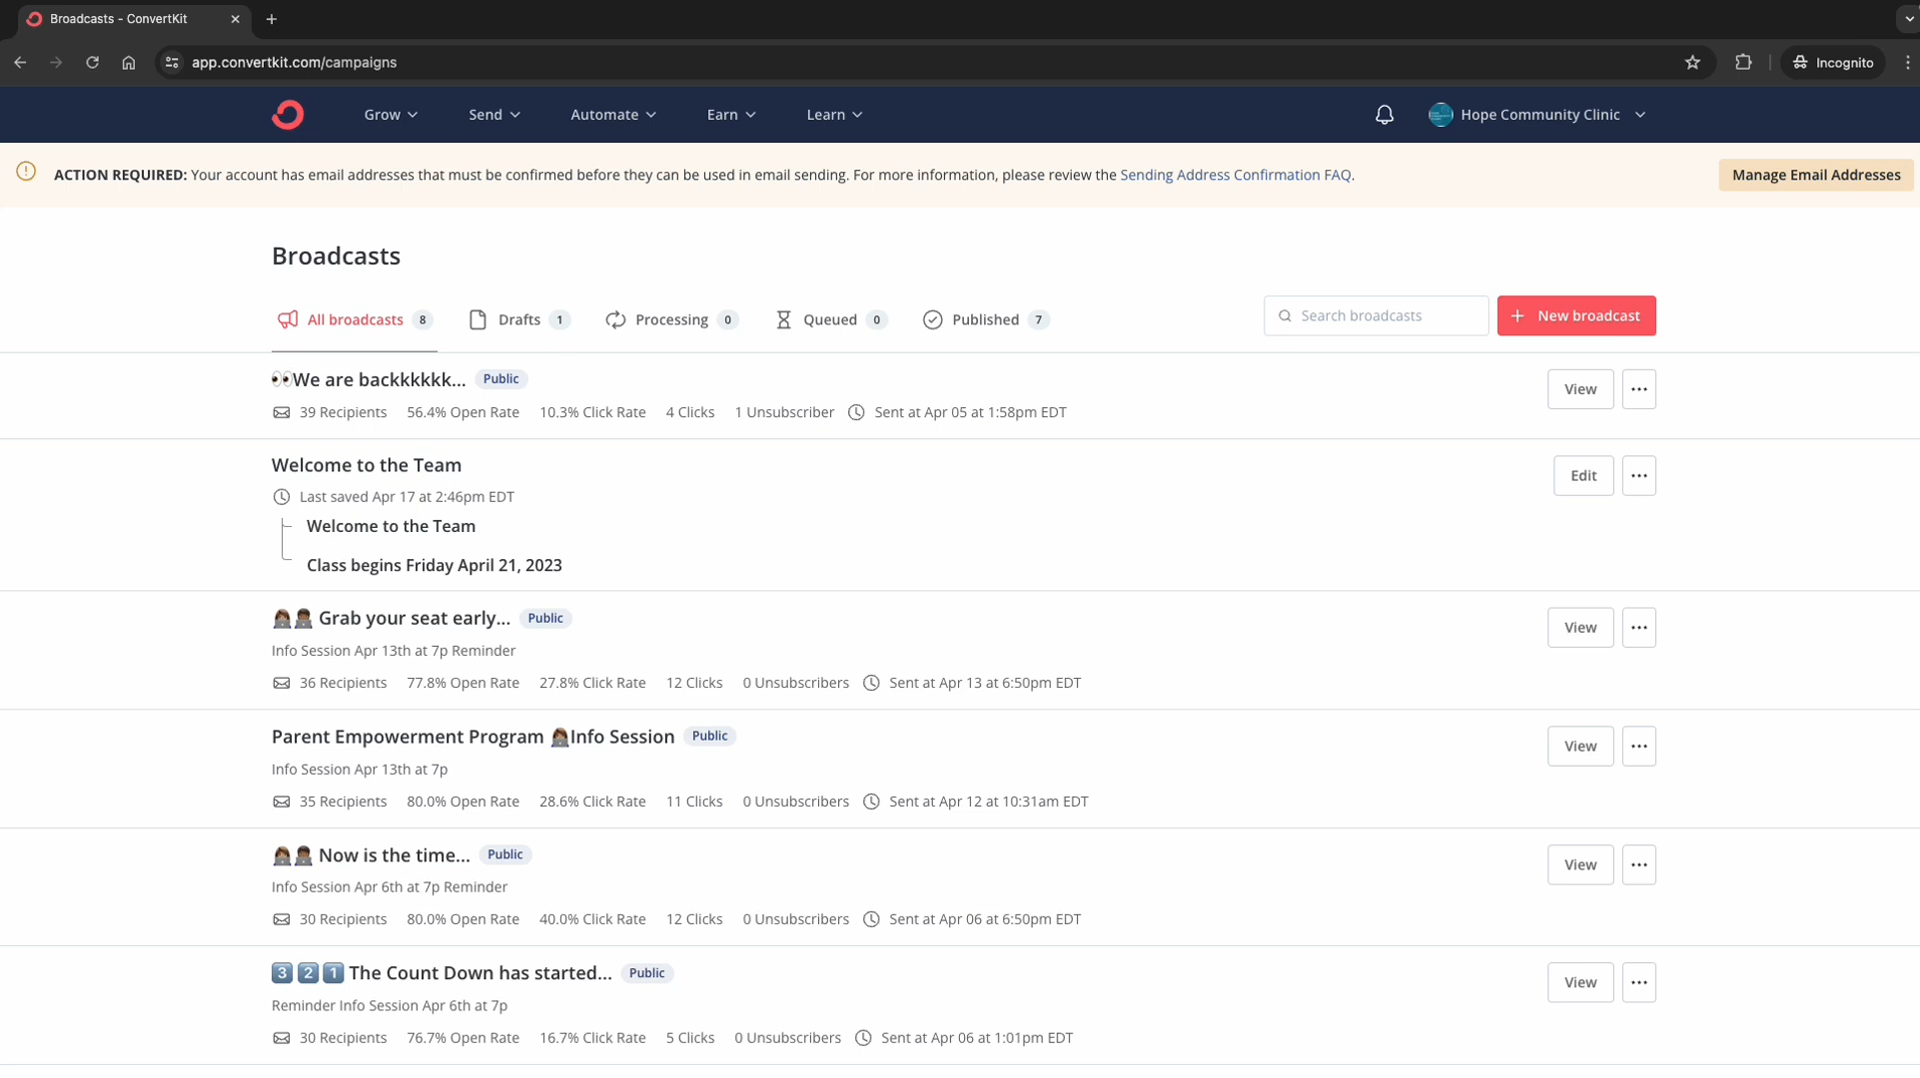 Broadcasts - ConvertKit
app.convertkit.com/campaigns
Incognito
Grow
Send
Automate
Earn
Learn
Hope Community Clinic
ACTION REQUIRED: Your account has email addresses that must be confirmed before they can be used in email sending. For more information, please review the Sending Address Confirmation FAQ.
Manage Email Addresses
Broadcasts
All broadcasts 8
Drafts 1
Processing 0
Queued 0
Published 7
Search broadcasts
+ New broadcast
👀We are backkkkkk... Public
View
39 Recipients 56.4% Open Rate 10.3% Click Rate 4 Clicks 1 Unsubscriber Sent at Apr 05 at 1:58pm EDT
Welcome to the Team
Edit
Last saved Apr 17 at 2:46pm EDT
Welcome to the Team
Class begins Friday April 21, 2023
👩🏽‍💻👨🏾‍💻 Grab your seat early... Public
View
Info Session Apr 13th at 7p Reminder
36 Recipients 77.8% Open Rate 27.8% Click Rate 12 Clicks 0 Unsubscribers Sent at Apr 13 at 6:50pm EDT
Parent Empowerment Program 👩🏽‍💻Info Session Public
View
Info Session Apr 13th at 7p
35 Recipients 80.0% Open Rate 28.6% Click Rate 11 Clicks 0 Unsubscribers Sent at Apr 12 at 10:31am EDT
👩🏽‍💻👨🏾‍💻 Now is the time... Public
View
Info Session Apr 6th at 7p Reminder
30 Recipients 80.0% Open Rate 40.0% Click Rate 12 Clicks 0 Unsubscribers Sent at Apr 06 at 6:50pm EDT
3️⃣ 2️⃣ 1️⃣ The Count Down has started... Public
View
Reminder Info Session Apr 6th at 7p
30 Recipients 76.7% Open Rate 16.7% Click Rate 5 Clicks 0 Unsubscribers Sent at Apr 06 at 1:01pm EDT